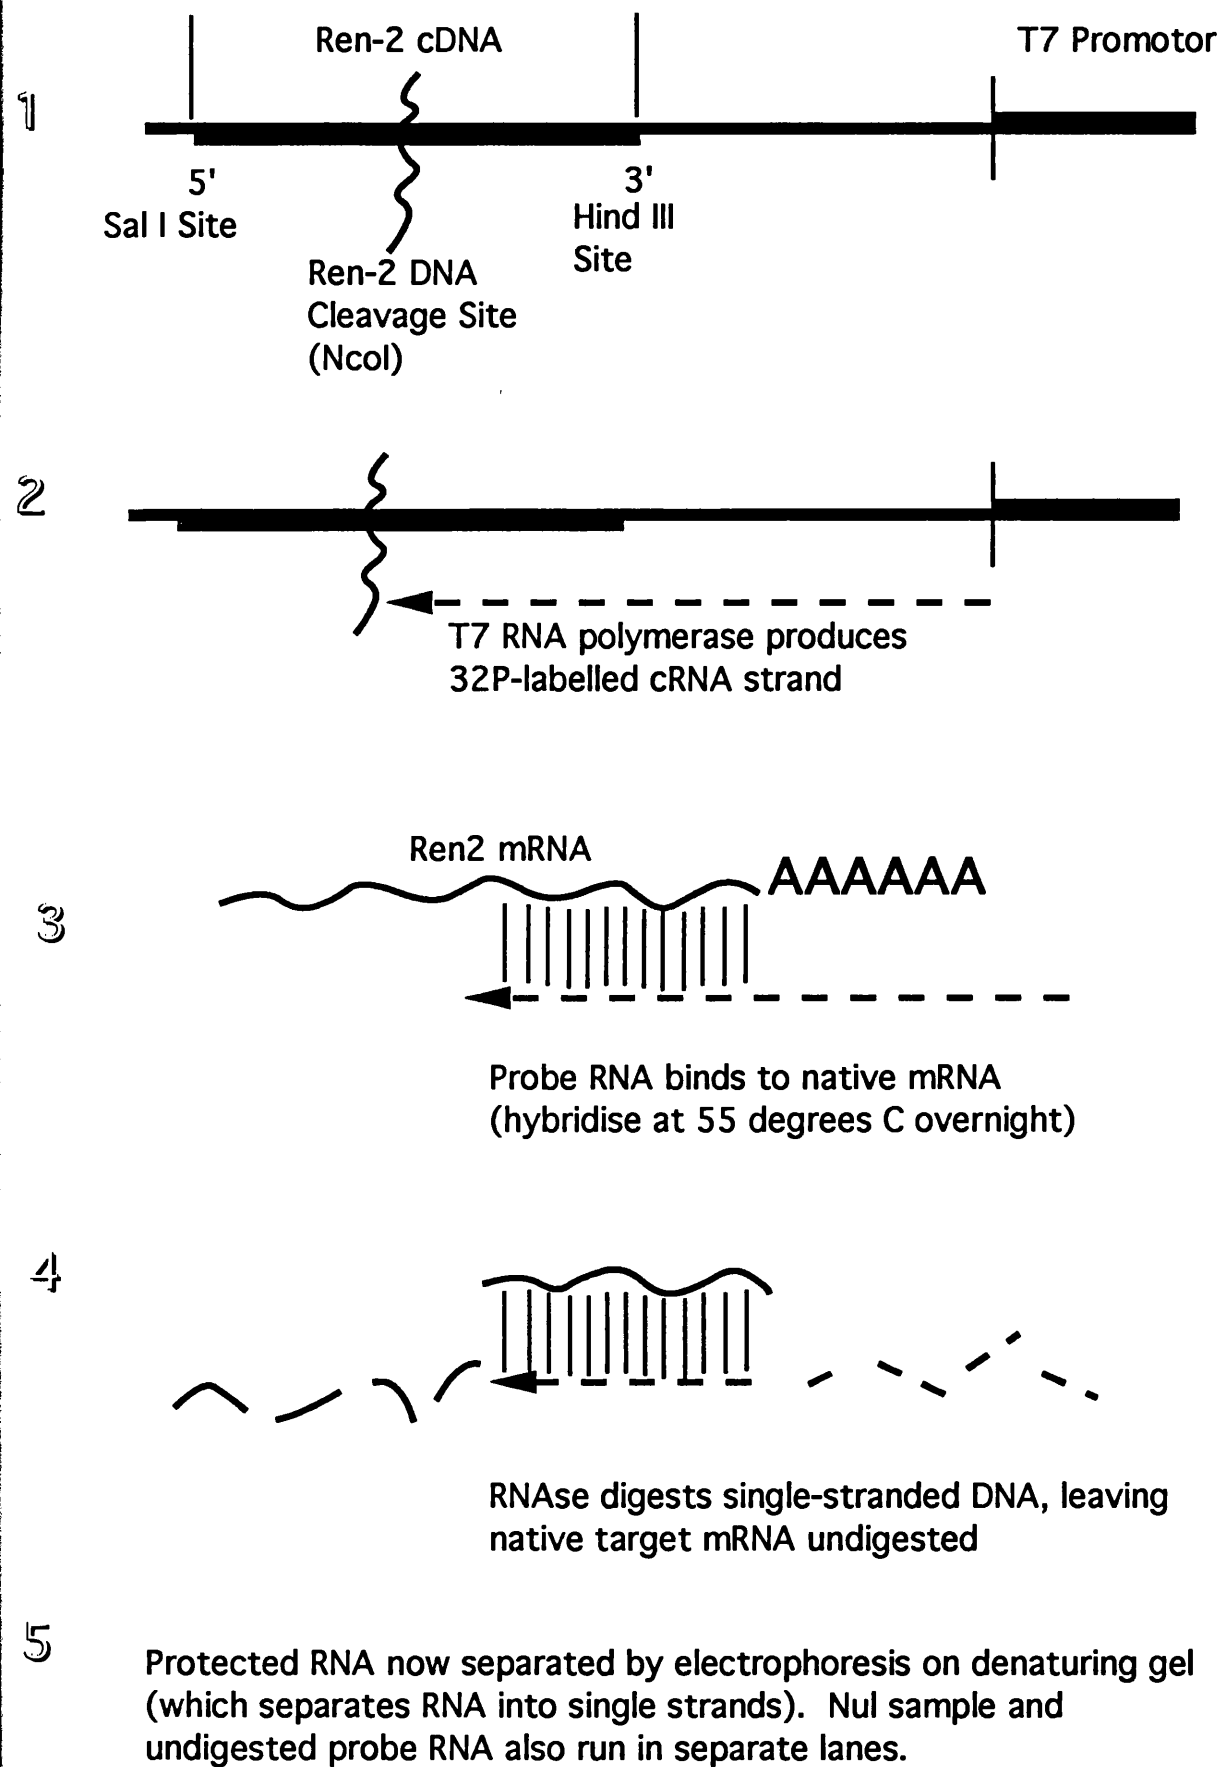 Ren-2 cDNA
T7 Promotor
1
5'
Sal I Site
3'
Hind III
Site
Ren-2 DNA
Cleavage Site
(NcoI)
2
T7 RNA polymerase produces
32P-labelled cRNA strand
Ren2 mRNA
AAAAAA
3
Probe RNA binds to native mRNA
(hybridise at 55 degrees C overnight)
4
RNAse digests single-stranded DNA, leaving
native target mRNA undigested
5
Protected RNA now separated by electrophoresis on denaturing gel
(which separates RNA into single strands). Nul sample and
undigested probe RNA also run in separate lanes.